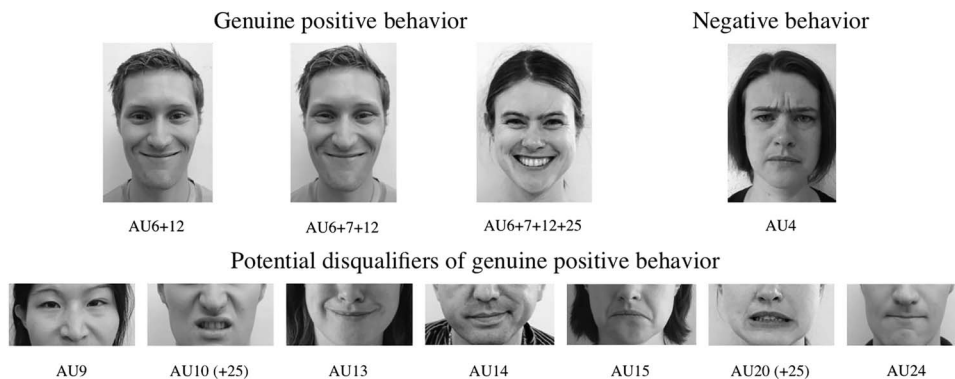 Genuine positive behavior
Negative behavior
AU6+12
AU6+7+12
AU6+7+12+25
AU4
Potential disqualifiers of genuine positive behavior
AU9
AU10 (+25)
AU13
AU14
AU15
AU20 (+25)
AU24